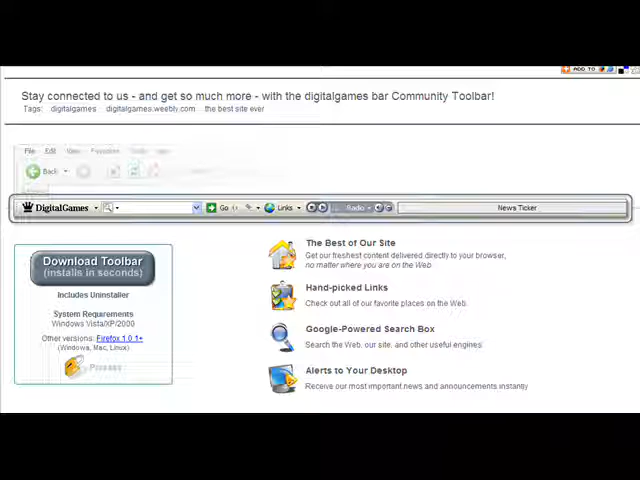 ADD TO
Stay connected to us - and get so much more - with the digitalgames bar Community Toolbar!
Tags: digitalgames digitalgames.weebly.com the best site ever
File Edit View Favorites
Back
DigitalGames Go Links Radio News Ticker
Download Toolbar
(installs in seconds)
Includes Uninstaller
System Requirements
Windows Vista/XP/2000
Other versions: Firefox 1.0.1+
(Windows, Mac, Linux)
The Best of Our Site
Get our freshest content delivered directly to your browser,
no matter where you are on the Web
Hand-picked Links
Check out all of our favorite places on the Web.
Google-Powered Search Box
Search the Web, our site, and other useful engines
Alerts to Your Desktop
Receive our most important news and announcements instantly